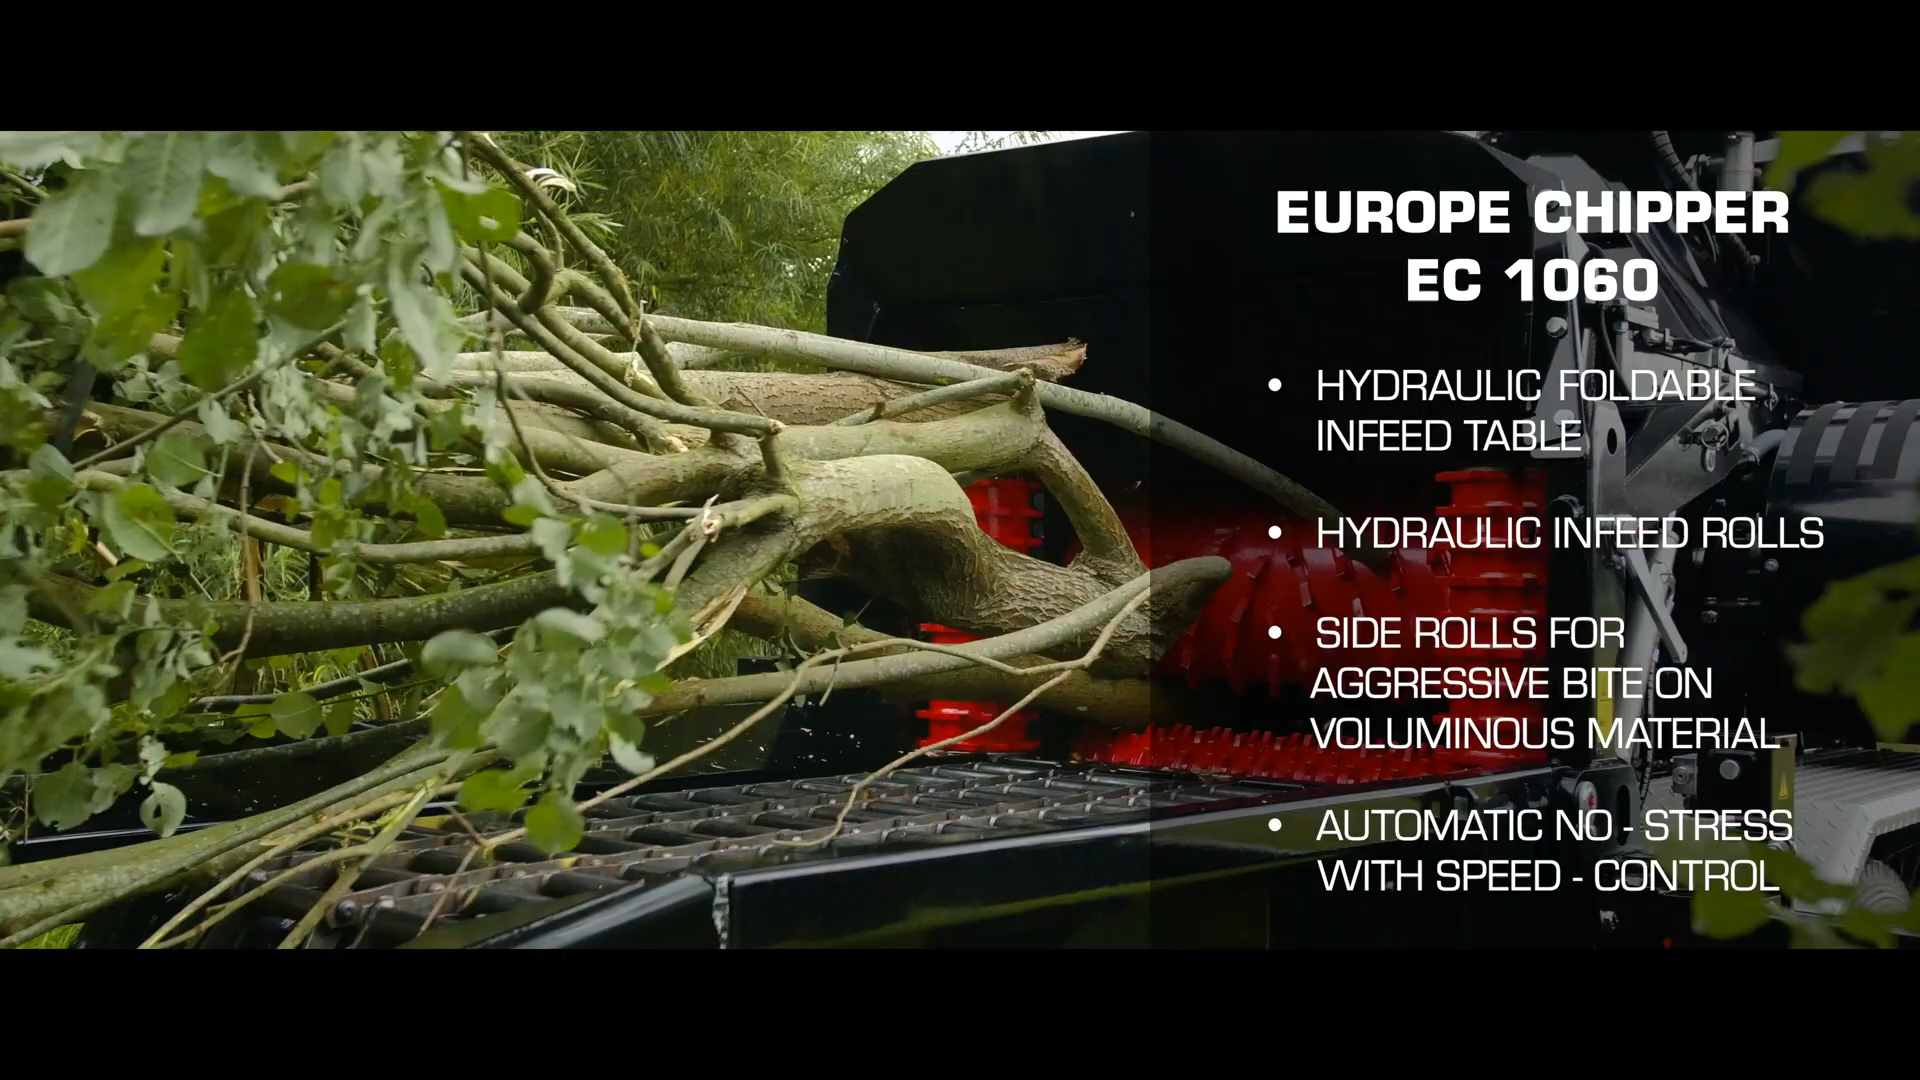 EUROPE CHIPPER
EC 1060
• HYDRAULIC FOLDABLE
INFEED TABLE
• HYDRAULIC INFEED ROLLS
• SIDE ROLLS FOR
AGGRESSIVE BITE ON
VOLUMINOUS MATERIAL
• AUTOMATIC NO - STRESS
WITH SPEED - CONTROL